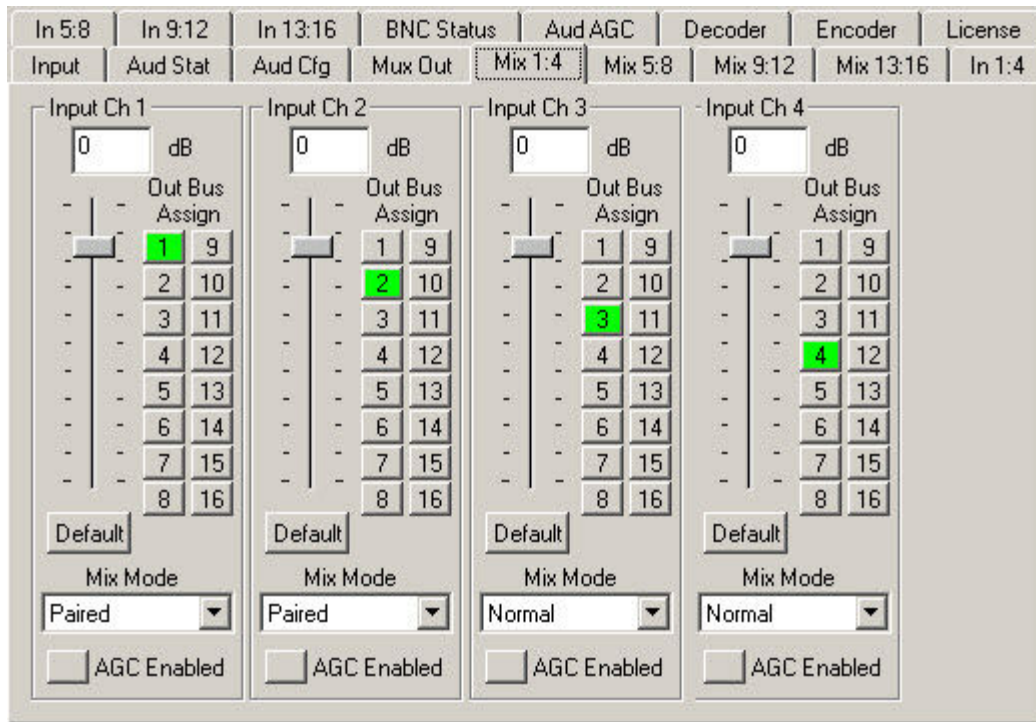 In 5:8 In 9:12 In 13:16 BNC Status Aud AGC Decoder Encoder License
Input Aud Stat Aud Cfg Mux Out Mix 1:4 Mix 5:8 Mix 9:12 Mix 13:16 In 1:4
Input Ch 1
0 dB
Out Bus
Assign
1 9
2 10
3 11
4 12
5 13
6 14
7 15
8 16
Default
Mix Mode
Paired
AGC Enabled
Input Ch 2
0 dB
Out Bus
Assign
1 9
2 10
3 11
4 12
5 13
6 14
7 15
8 16
Default
Mix Mode
Paired
AGC Enabled
Input Ch 3
0 dB
Out Bus
Assign
1 9
2 10
3 11
4 12
5 13
6 14
7 15
8 16
Default
Mix Mode
Normal
AGC Enabled
Input Ch 4
0 dB
Out Bus
Assign
1 9
2 10
3 11
4 12
5 13
6 14
7 15
8 16
Default
Mix Mode
Normal
AGC Enabled